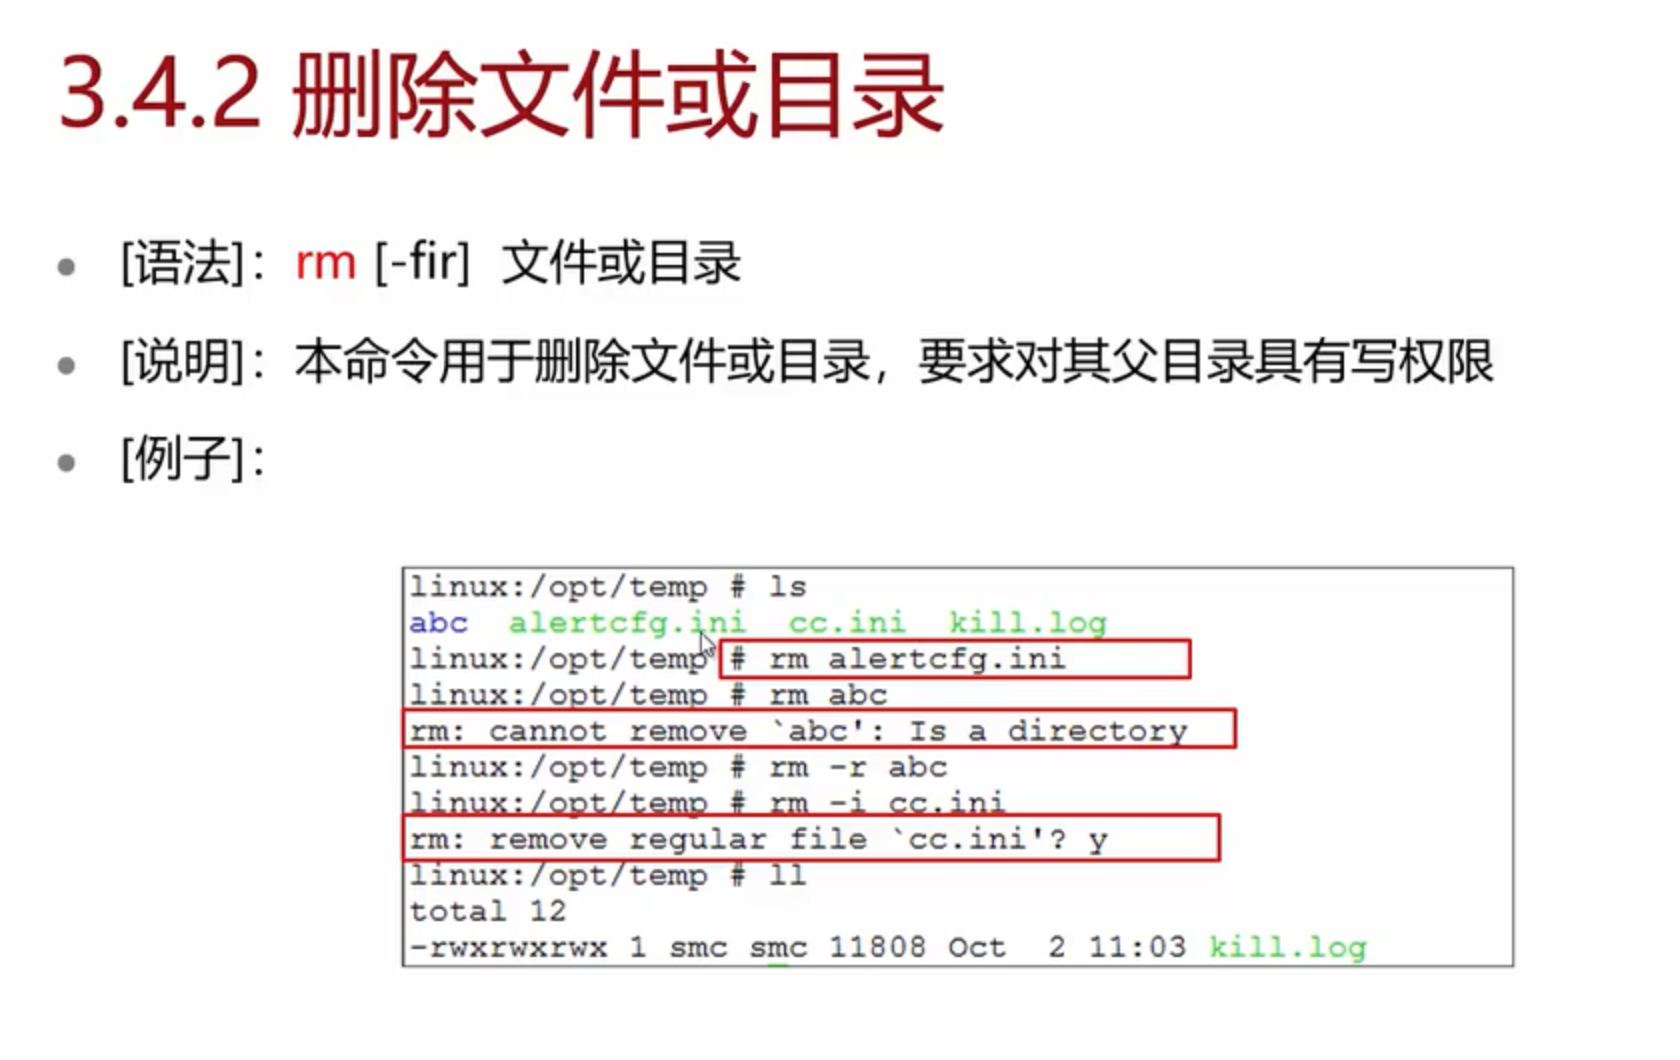 3.4.2 删除文件或目录
[语法]：rm [-fir] 文件或目录
[说明]：本命令用于删除文件或目录，要求对其父目录具有写权限
[例子]：
linux:/opt/temp # ls
abc  alertcfg.ini  cc.ini  kill.log
linux:/opt/temp # rm alertcfg.ini
linux:/opt/temp # rm abc
rm: cannot remove `abc': Is a directory
linux:/opt/temp # rm -r abc
linux:/opt/temp # rm -i cc.ini
rm: remove regular file `cc.ini'? y
linux:/opt/temp # ll
total 12
-rwxrwxrwx 1 smc smc 11808 Oct  2 11:03 kill.log